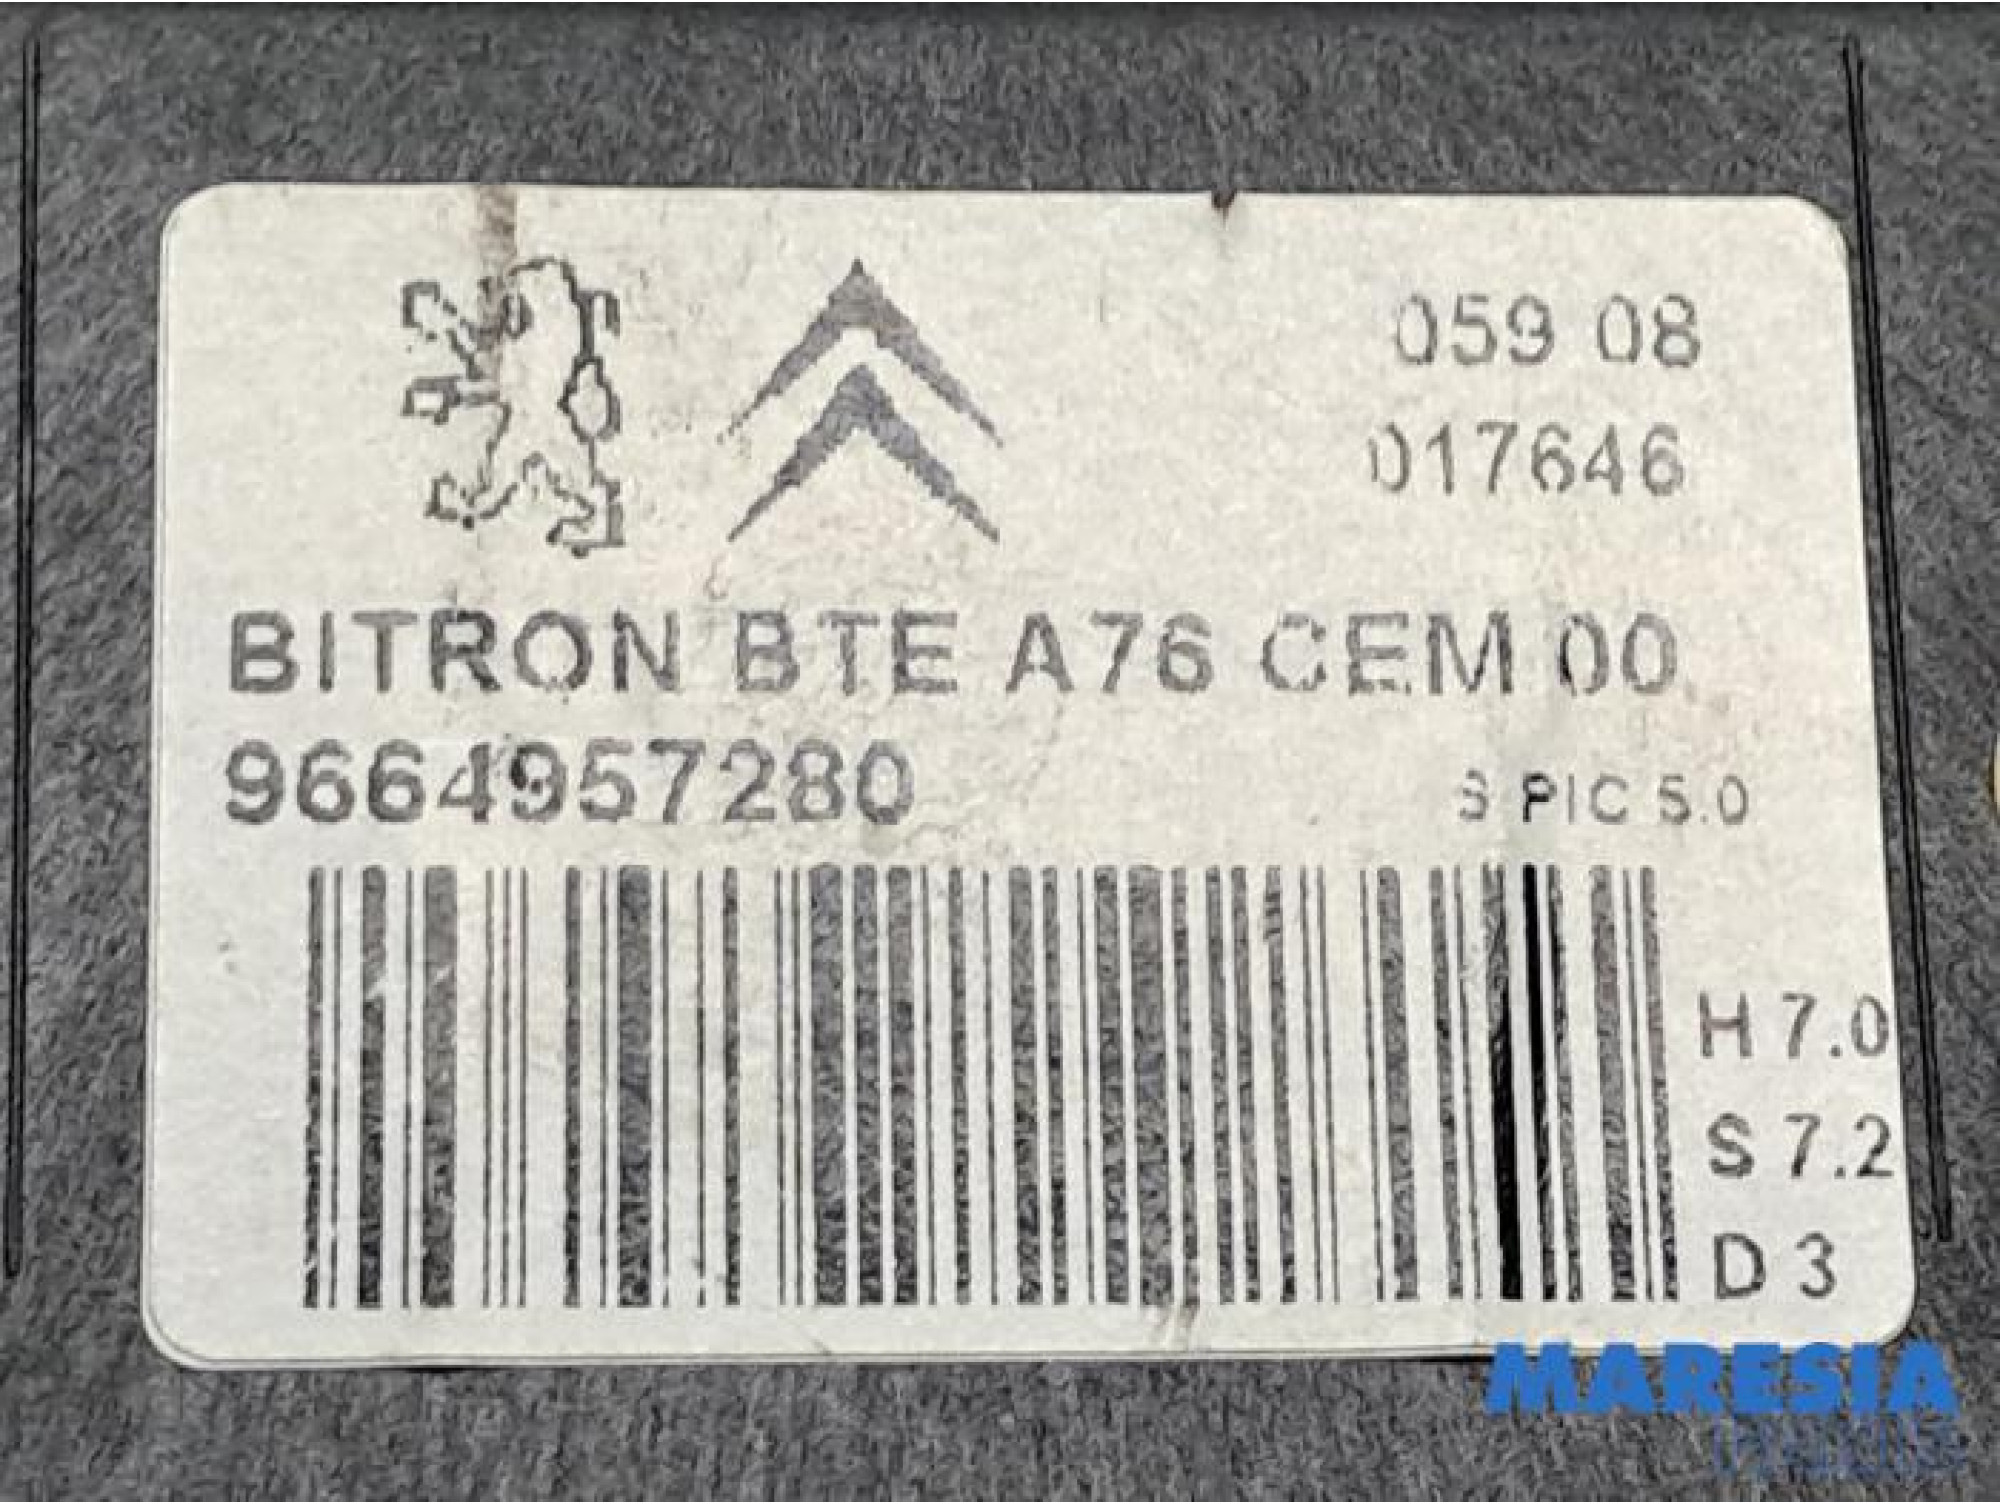 059 08
017646
BITRON BTE A76 CEM 00
9664957280
S PIC 5.0
H 7.0
S 7.2
D 3
MARESIA